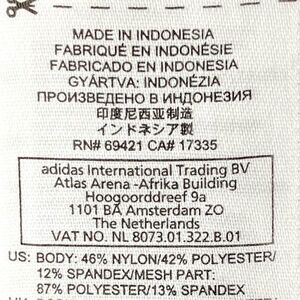 MADE IN INDONESIA
FABRIQUÉ EN INDONÉSIE
FABRICADO EN INDONESIA
GYÁRTVA: INDONÉZIA
ПРОИЗВЕДЕНО В ИНДОНЕЗИЯ
印度尼西亚制造
インドネシア製
RN# 69421 CA# 17335
adidas International Trading BV
Atlas Arena -Afrika Building
Hoogoorddreef 9a
1101 BA Amsterdam ZO
The Netherlands
VAT NO. NL 8073.01.322.B.01
US: BODY: 46% NYLON/42% POLYESTER/
12% SPANDEX/MESH PART:
87% POLYESTER/13% SPANDEX